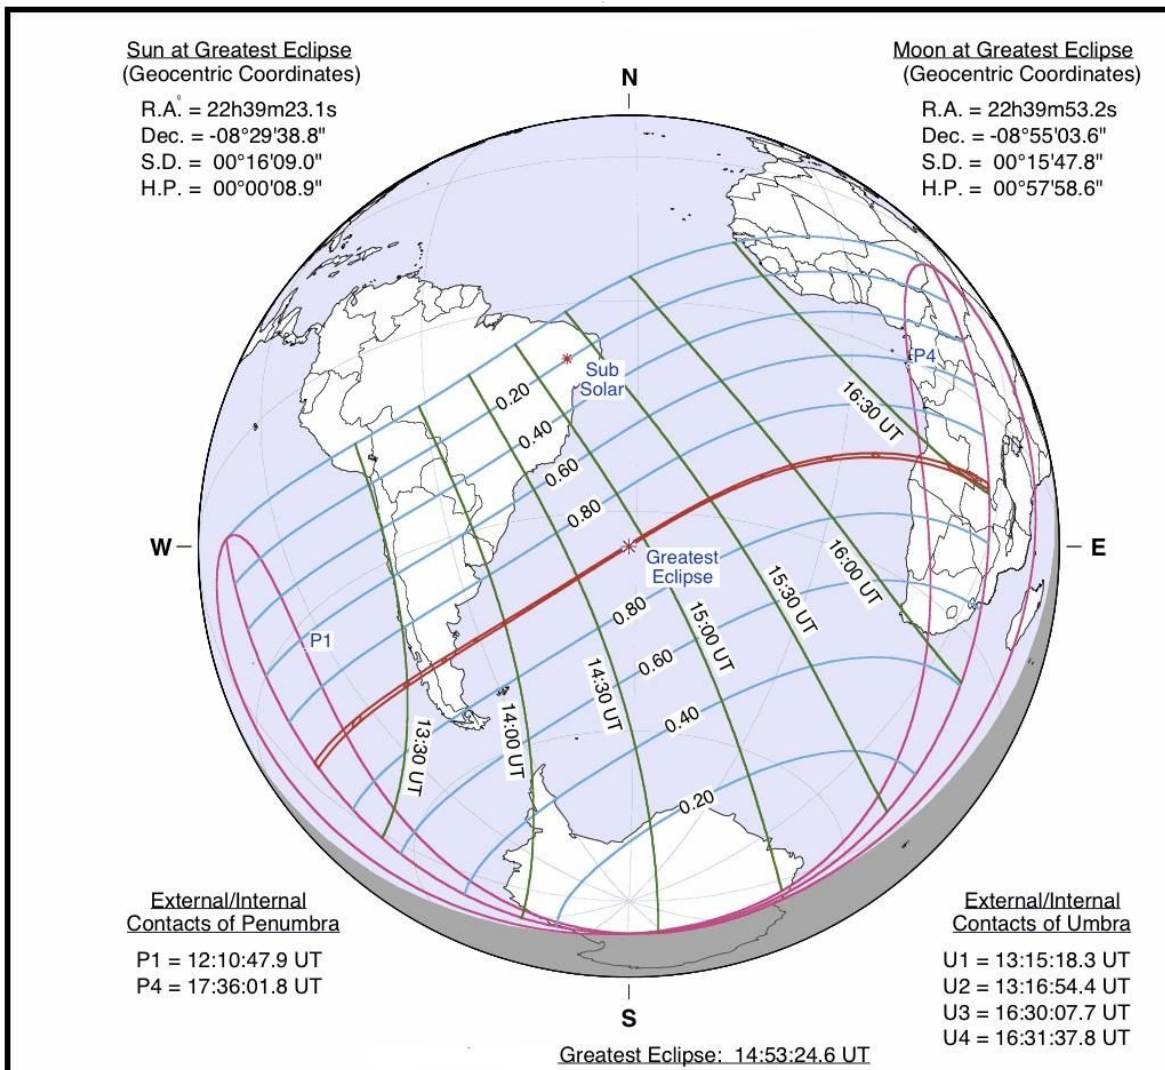 Sun at Greatest Eclipse
(Geocentric Coordinates)
R.A. = 22h39m23.1s
Dec. = -08°29'38.8"
S.D. = 00°16'09.0"
H.P. = 00°00'08.9"
Moon at Greatest Eclipse
(Geocentric Coordinates)
R.A. = 22h39m53.2s
Dec. = -08°55'03.6"
S.D. = 00°15'47.8"
H.P. = 00°57'58.6"
N
P4
Sub
Solar
0.20
16:30 UT
0.40
0.60
0.80
W
E
Greatest
Eclipse
16:00 UT
15:30 UT
0.80
15:00 UT
P1
0.60
14:30 UT
0.40
14:00 UT
13:30 UT
0.20
External/Internal
Contacts of Penumbra
P1 = 12:10:47.9 UT
P4 = 17:36:01.8 UT
External/Internal
Contacts of Umbra
U1 = 13:15:18.3 UT
U2 = 13:16:54.4 UT
U3 = 16:30:07.7 UT
U4 = 16:31:37.8 UT
S
Greatest Eclipse: 14:53:24.6 UT